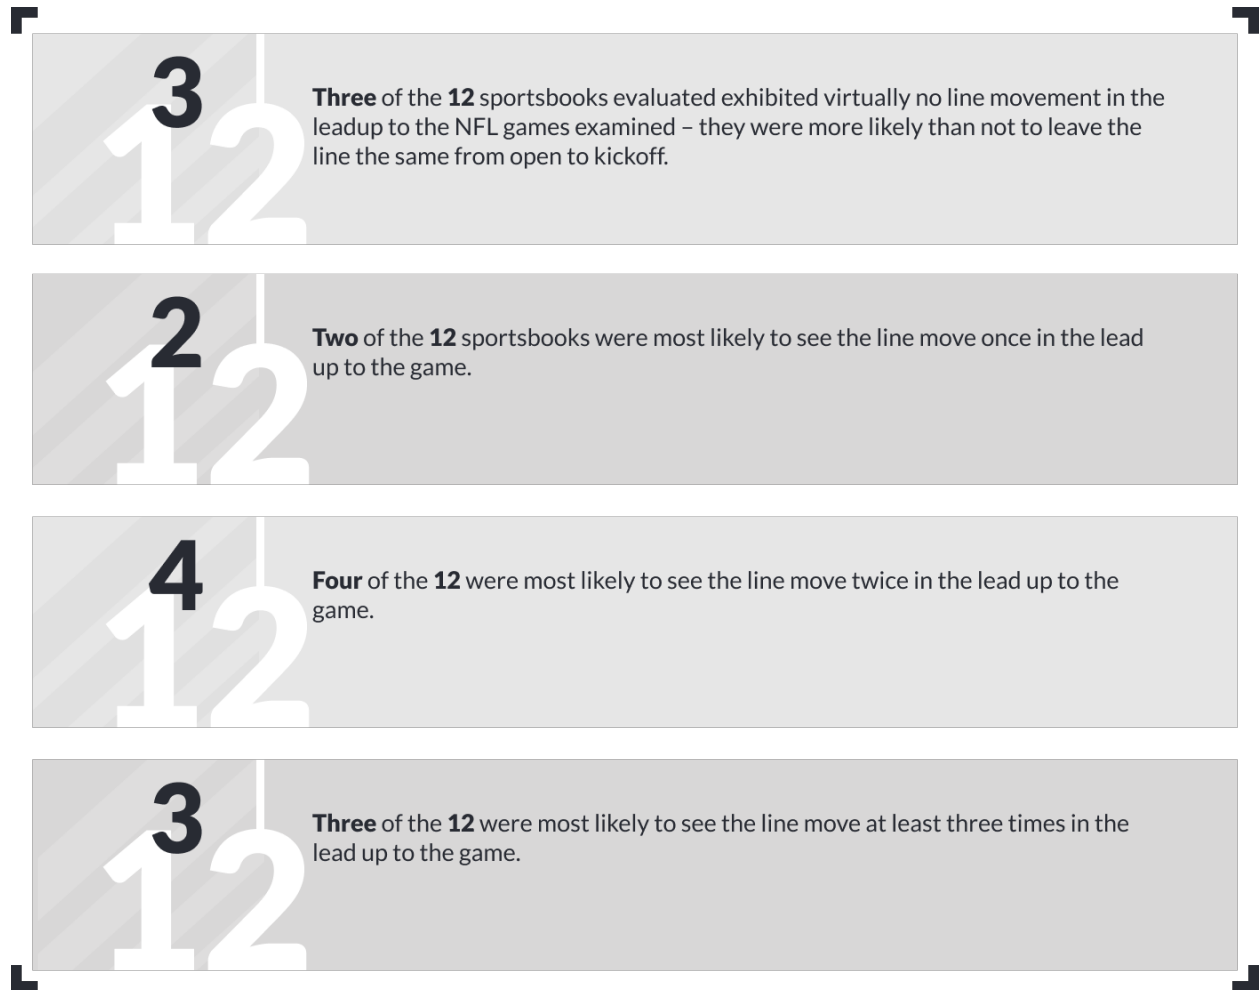 3
12
Three of the 12 sportsbooks evaluated exhibited virtually no line movement in the
leadup to the NFL games examined – they were more likely than not to leave the
line the same from open to kickoff.
2
12
Two of the 12 sportsbooks were most likely to see the line move once in the lead
up to the game.
4
12
Four of the 12 were most likely to see the line move twice in the lead up to the
game.
3
12
Three of the 12 were most likely to see the line move at least three times in the
lead up to the game.